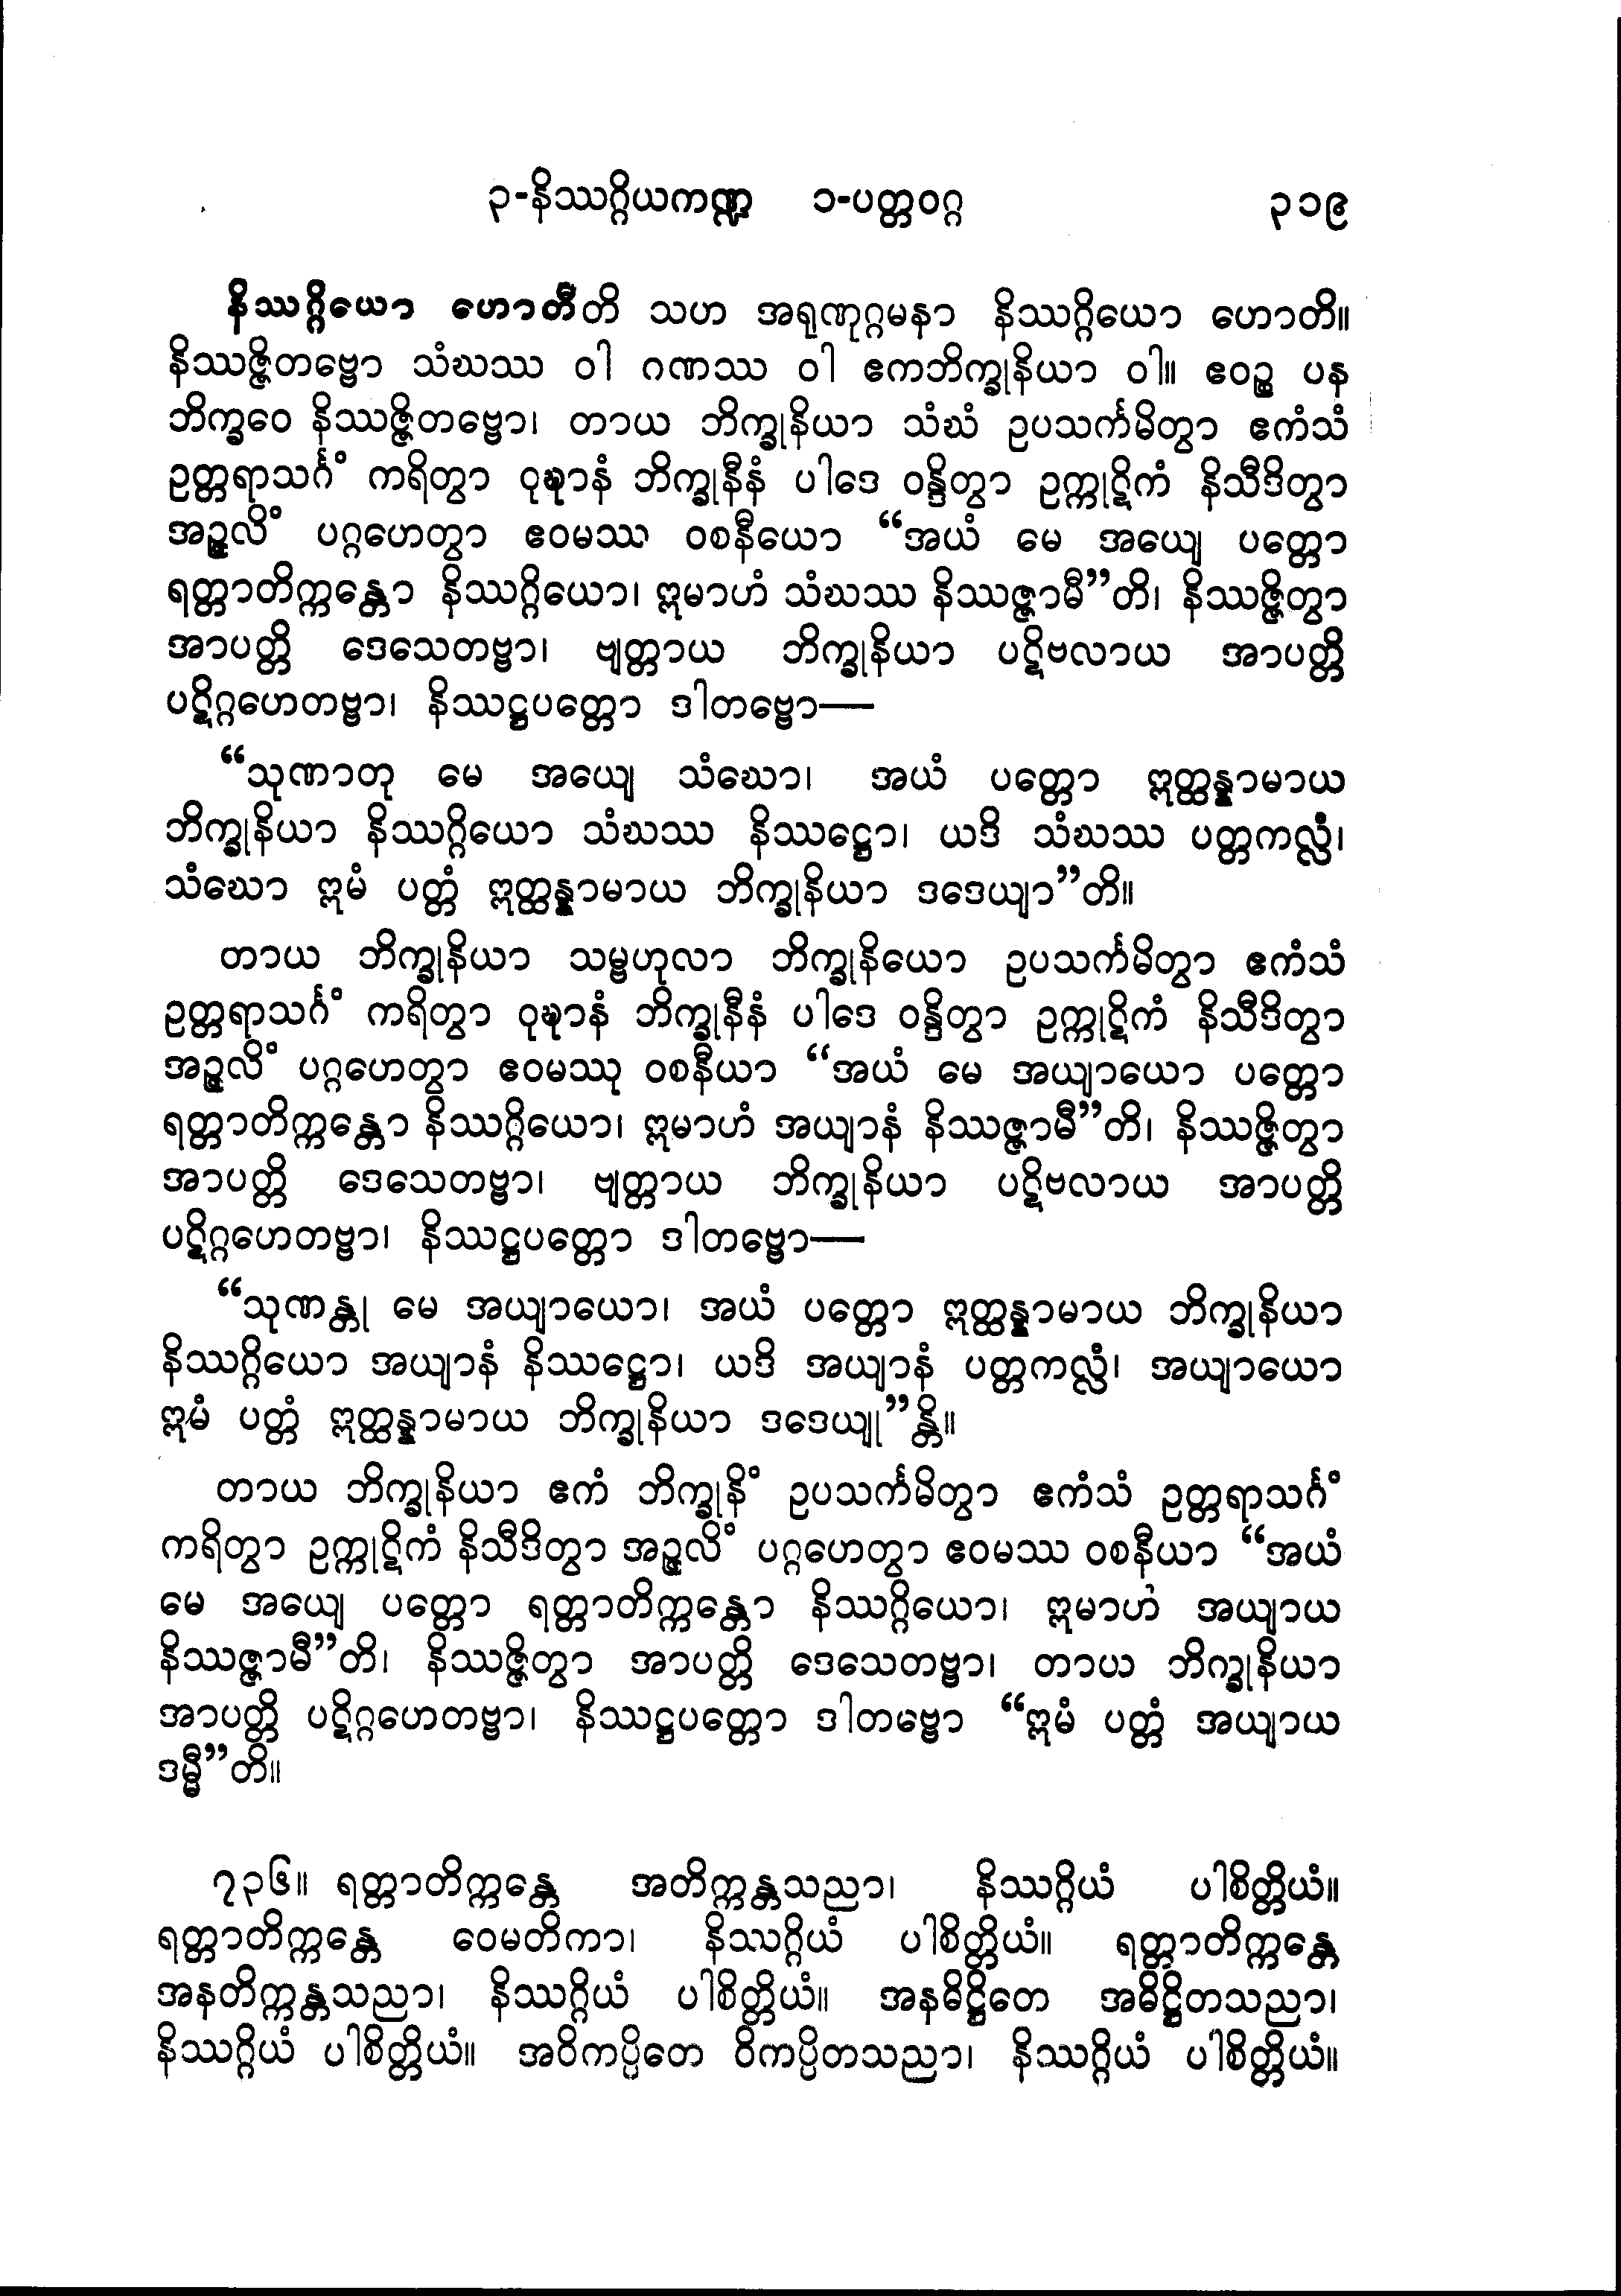 ၃-နိဿဂ္ဂိယကဏ္ဍ ၁-ပတ္တဝဂ္ဂ ၃၁၉
နိဿဂ္ဂိယော ဟောတီတိ သဟ အရုဏုဂ္ဂမနာ နိဿဂ္ဂိယော ဟောတိ။
နိဿဇ္ဇိတဗ္ဗော သံဃဿ ဝါ ဂဏဿ ဝါ ဧကဘိက္ခုနိယာ ဝါ။ ဧဝဉ္စ ပန
ဘိက္ခဝေ နိဿဇ္ဇိတဗ္ဗော၊ တာယ ဘိက္ခုနိယာ သံဃံ ဥပသင်္ကမိတွာ ဧကံသံ
ဥတ္တရာသင်္ဂံ ကရိတွာ ဝုဍ္ဎာနံ ဘိက္ခုနီနံ ပါဒေ ဝန္ဒိတွာ ဥက္ကုဋိကံ နိသီဒိတွာ
အဉ္ဇလိံ ပဂ္ဂဟေတွာ ဧဝမဿ ဝစနီယော “အယံ မေ အယျေ ပတ္တော
ရတ္တာတိက္ကန္တော နိဿဂ္ဂိယော၊ ဣမာဟံ သံဃဿ နိဿဇ္ဇာမီ”တိ၊ နိဿဇ္ဇိတွာ
အာပတ္တိ ဒေသေတဗ္ဗာ၊ ဗျတ္တာယ ဘိက္ခုနိယာ ပဋိဗလာယ အာပတ္တိ
ပဋိဂ္ဂဟေတဗ္ဗာ၊ နိဿဋ္ဌပတ္တော ဒါတဗ္ဗော—
“သုဏာတု မေ အယျေ သံဃော၊ အယံ ပတ္တော ဣတ္ထန္နာမာယ
ဘိက္ခုနိယာ နိဿဂ္ဂိယော သံဃဿ နိဿဋ္ဌော၊ ယဒိ သံဃဿ ပတ္တကလ္လံ၊
သံဃော ဣမံ ပတ္တံ ဣတ္ထန္နာမာယ ဘိက္ခုနိယာ ဒဒေယျာ”တိ။
တာယ ဘိက္ခုနိယာ သမ္ဗဟုလာ ဘိက္ခုနိယော ဥပသင်္ကမိတွာ ဧကံသံ
ဥတ္တရာသင်္ဂံ ကရိတွာ ဝုဍ္ဎာနံ ဘိက္ခုနီနံ ပါဒေ ဝန္ဒိတွာ ဥက္ကုဋိကံ နိသီဒိတွာ
အဉ္ဇလိံ ပဂ္ဂဟေတွာ ဧဝမဿု ဝစနီယာ “အယံ မေ အယျာယော ပတ္တော
ရတ္တာတိက္ကန္တော နိဿဂ္ဂိယော၊ ဣမာဟံ အယျာနံ နိဿဇ္ဇာမီ”တိ၊ နိဿဇ္ဇိတွာ
အာပတ္တိ ဒေသေတဗ္ဗာ၊ ဗျတ္တာယ ဘိက္ခုနိယာ ပဋိဗလာယ အာပတ္တိ
ပဋိဂ္ဂဟေတဗ္ဗာ၊ နိဿဋ္ဌပတ္တော ဒါတဗ္ဗော—
“သုဏန္တု မေ အယျာယော၊ အယံ ပတ္တော ဣတ္ထန္နာမာယ ဘိက္ခုနိယာ
နိဿဂ္ဂိယော အယျာနံ နိဿဋ္ဌော၊ ယဒိ အယျာနံ ပတ္တကလ္လံ၊ အယျာယော
ဣမံ ပတ္တံ ဣတ္ထန္နာမာယ ဘိက္ခုနိယာ ဒဒေယျု”န္တိ။
တာယ ဘိက္ခုနိယာ ဧကံ ဘိက္ခုနိံ ဥပသင်္ကမိတွာ ဧကံသံ ဥတ္တရာသင်္ဂံ
ကရိတွာ ဥက္ကုဋိကံ နိသီဒိတွာ အဉ္ဇလိံ ပဂ္ဂဟေတွာ ဧဝမဿ ဝစနီယာ “အယံ
မေ အယျေ ပတ္တော ရတ္တာတိက္ကန္တော နိဿဂ္ဂိယော၊ ဣမာဟံ အယျာယ
နိဿဇ္ဇာမီ”တိ၊ နိဿဇ္ဇိတွာ အာပတ္တိ ဒေသေတဗ္ဗာ၊ တာယ ဘိက္ခုနိယာ
အာပတ္တိ ပဋိဂ္ဂဟေတဗ္ဗာ၊ နိဿဋ္ဌပတ္တော ဒါတဗ္ဗော “ဣမံ ပတ္တံ အယျာယ
ဒမ္မီ”တိ။
၇၃၆။ ရတ္တာတိက္ကန္တေ အတိက္ကန္တသညာ၊ နိဿဂ္ဂိယံ ပါစိတ္တိယံ။
ရတ္တာတိက္ကန္တေ ဝေမတိကာ၊ နိဿဂ္ဂိယံ ပါစိတ္တိယံ။ ရတ္တာတိက္ကန္တေ
အနတိက္ကန္တသညာ၊ နိဿဂ္ဂိယံ ပါစိတ္တိယံ။ အနဓိဋ္ဌိတေ အဓိဋ္ဌိတသညာ၊
နိဿဂ္ဂိယံ ပါစိတ္တိယံ။ အဝိကပ္ပိတေ ဝိကပ္ပိတသညာ၊ နိဿဂ္ဂိယံ ပါစိတ္တိယံ။